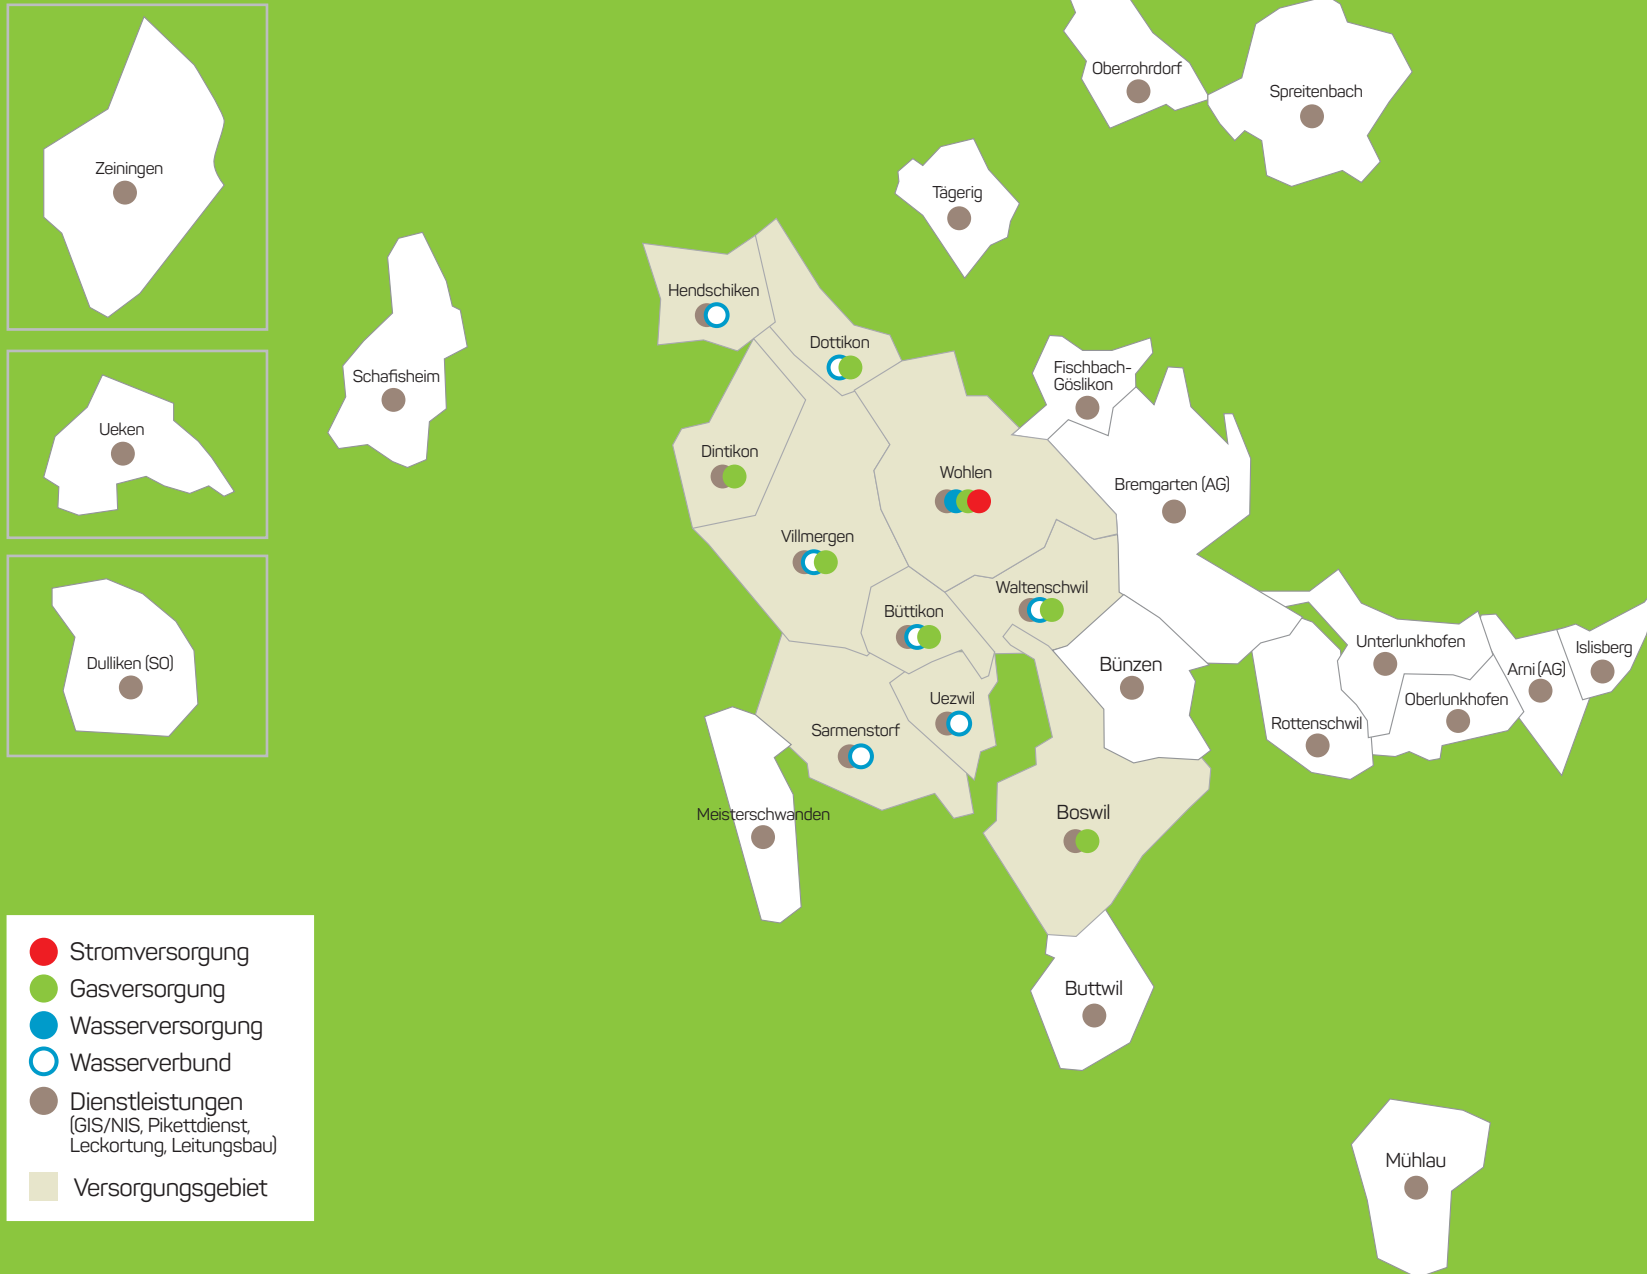 Oberrohrdorf
Spreitenbach
Zeiningen
Tägerig
Hendschiken
Dottikon
Schafisheim
Fischbach-
Göslikon
Ueken
Dintikon
Wohlen
Bremgarten (AG)
Villmergen
Waltenschwil
Büttikon
Dulliken (SO)
Bünzen
Unterlunkhofen
Islisberg
Arni (AG)
Uezwil
Oberlunkhofen
Rottenschwil
Sarmenstorf
Meisterschwanden
Boswil
Buttwil
Mühlau
Stromversorgung
Gasversorgung
Wasserversorgung
Wasserverbund
Dienstleistungen
(GIS/NIS, Pikettdienst,
Leckortung, Leitungsbau)
Versorgungsgebiet